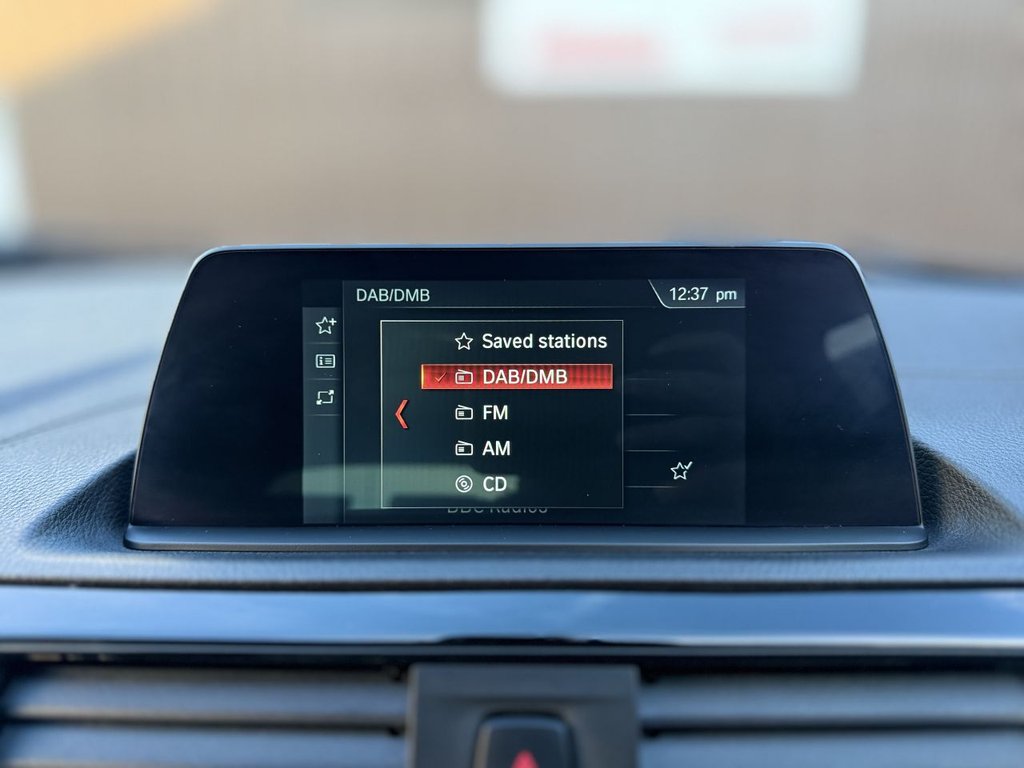 DAB/DMB
12:37 pm
Saved stations
DAB/DMB
FM
AM
CD